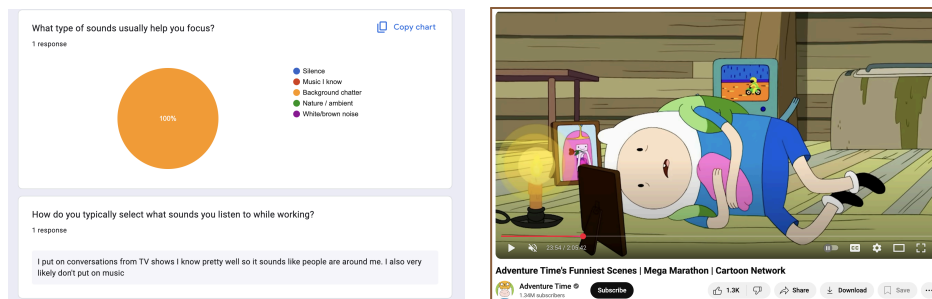 What type of sounds usually help you focus?
Copy chart
1 response
100%
Silence
Music I know
Background chatter
Nature / ambient
White/brown noise
How do you typically select what sounds you listen to while working?
1 response
I put on conversations from TV shows I know pretty well so it sounds like people are around me. I also very
likely don't put on music
23:54 / 2:05:42
CC
Adventure Time's Funniest Scenes | Mega Marathon | Cartoon Network
Adventure Time
1.34M subscribers
Subscribe
1.3K
Share
Download
Save